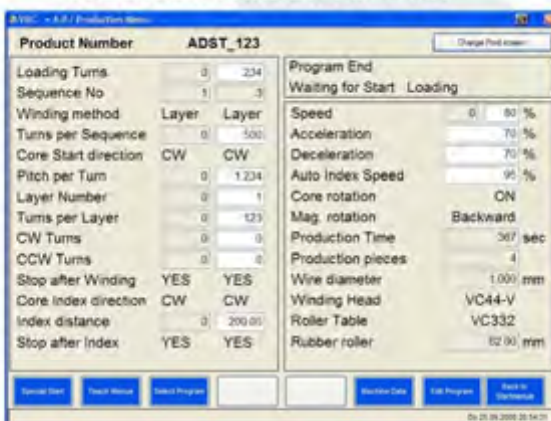 Production Menu
Product Number ADST_123
Loading Turns 0 234
Sequence No 1 3
Winding method Layer Layer
Turns per Sequence 0 500
Core Start direction CW CW
Pitch per Turn 0 1.234
Layer Number 0 1
Turns per Layer 0 123
CW Turns 0 0
CCW Turns 0 0
Stop after Winding YES YES
Core Index direction CW CW
Index distance 0 200.00
Stop after Index YES YES
Program End
Waiting for Start Loading
Speed 0 80 %
Acceleration 70 %
Deceleration 70 %
Auto Index Speed 95 %
Core rotation ON
Mag. rotation Backward
Production Time 367 sec
Production pieces 4
Wire diameter 1.000 mm
Winding Head VC44-V
Roller Table VC332
Rubber roller 62.00 mm
Special Start
Select Program
Machine Data
Edit Program
Back to
Startmenue